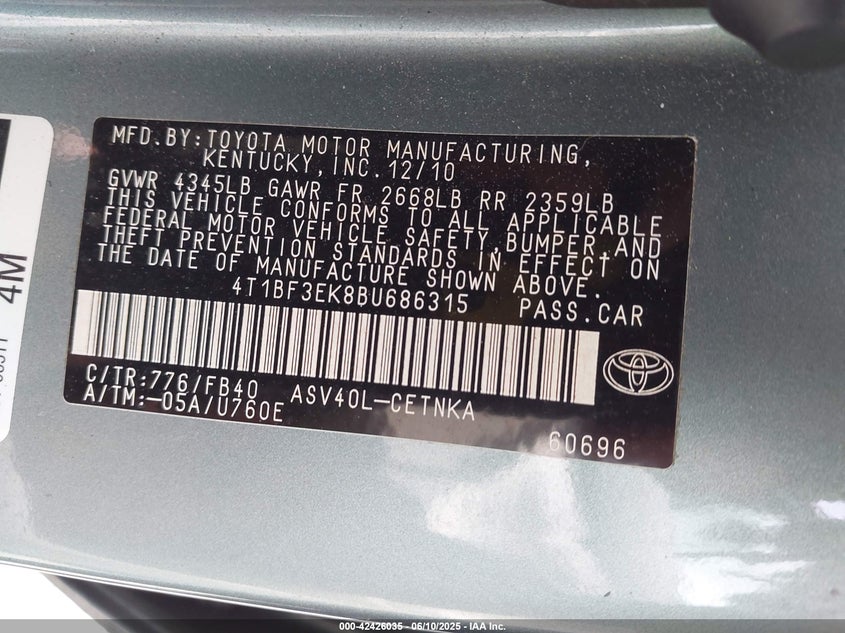 MFD.BY:TOYOTA MOTOR MANUFACTURING,
KENTUCKY,INC.12/10
GVWR 4345LB GAWR FR 2668LB RR 2359LB
THIS VEHICLE CONFORMS TO ALL APPLICABLE
FEDERAL MOTOR VEHICLE SAFETY,BUMPER,AND
THEFT PREVENTION STANDARDS IN EFFECT ON
THE DATE OF MANUFACTURE SHOWN ABOVE.
4T1BF3EK8BU686315 PASS.CAR
C/TR:776/FB40 ASV40L-CETNKA
A/TM:-05A/U760E
60696
4M
000-42426035 - 06/10/2025 - IAA Inc.